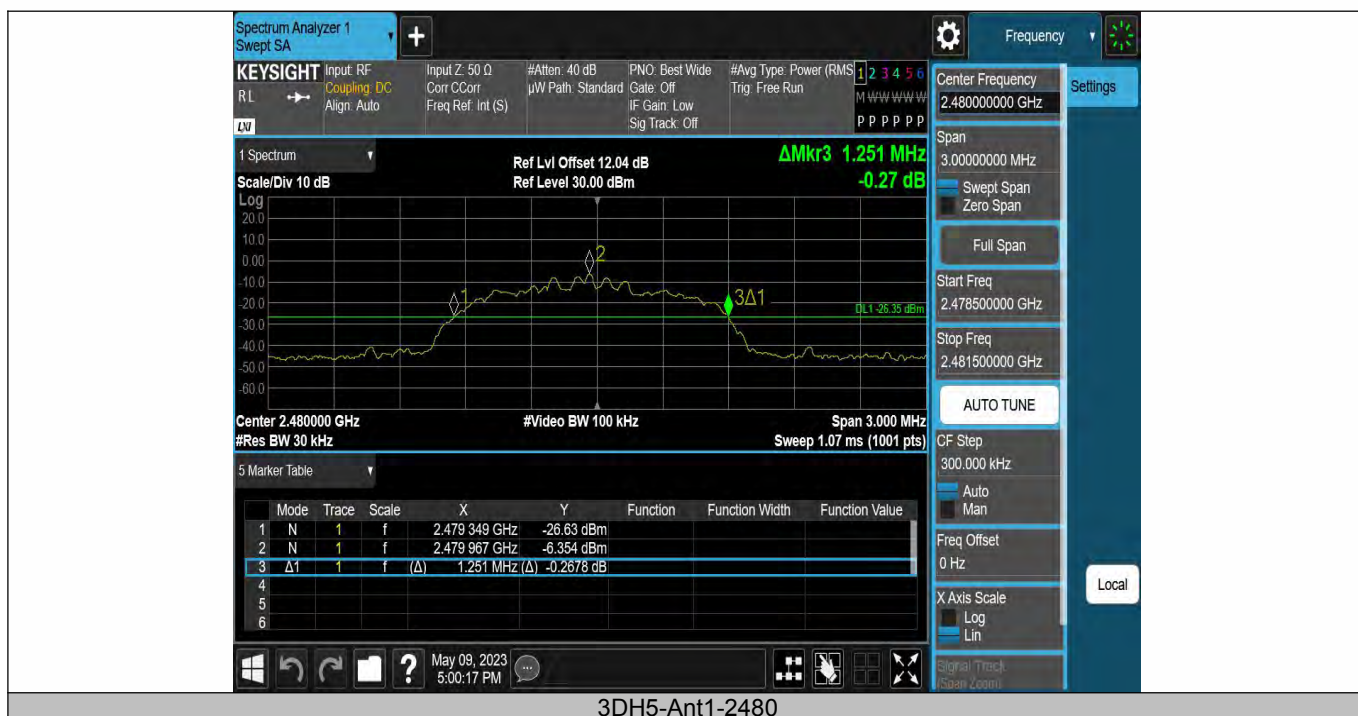 Spectrum Analyzer 1
Swept SA
+
Frequency
KEYSIGHT
R L
LXI
Input: RF
Coupling: DC
Align: Auto
Input Z: 50 Ω
Corr CCorr
Freq Ref: Int (S)
#Atten: 40 dB
µW Path: Standard
PNO: Best Wide
Gate: Off
IF Gain: Low
Sig Track: Off
#Avg Type: Power (RMS
Trig: Free Run
1 2 3 4 5 6
M W W W W W
P P P P P P
1 Spectrum
Scale/Div 10 dB
Ref Lvl Offset 12.04 dB
Ref Level 30.00 dBm
ΔMkr3 1.251 MHz
-0.27 dB
Log
20.0
10.0
0.00
-10.0
-20.0
-30.0
-40.0
-50.0
-60.0
1
2
3Δ1
DL1 -26.35 dBm
Center 2.480000 GHz
#Video BW 100 kHz
Span 3.000 MHz
#Res BW 30 kHz
Sweep 1.07 ms (1001 pts)
5 Marker Table
Mode Trace Scale X Y Function Function Width Function Value
1 N 1 f 2.479 349 GHz -26.63 dBm
2 N 1 f 2.479 967 GHz -6.354 dBm
3 Δ1 1 f (Δ) 1.251 MHz (Δ) -0.2678 dB
4
5
6
May 09, 2023
5:00:17 PM
?
Center Frequency
2.480000000 GHz
Settings
Span
3.00000000 MHz
Swept Span
Zero Span
Full Span
Start Freq
2.478500000 GHz
Stop Freq
2.481500000 GHz
AUTO TUNE
CF Step
300.000 kHz
Auto
Man
Freq Offset
0 Hz
X Axis Scale
Log
Lin
Signal Track
(Span Zoom)
Local
3DH5-Ant1-2480